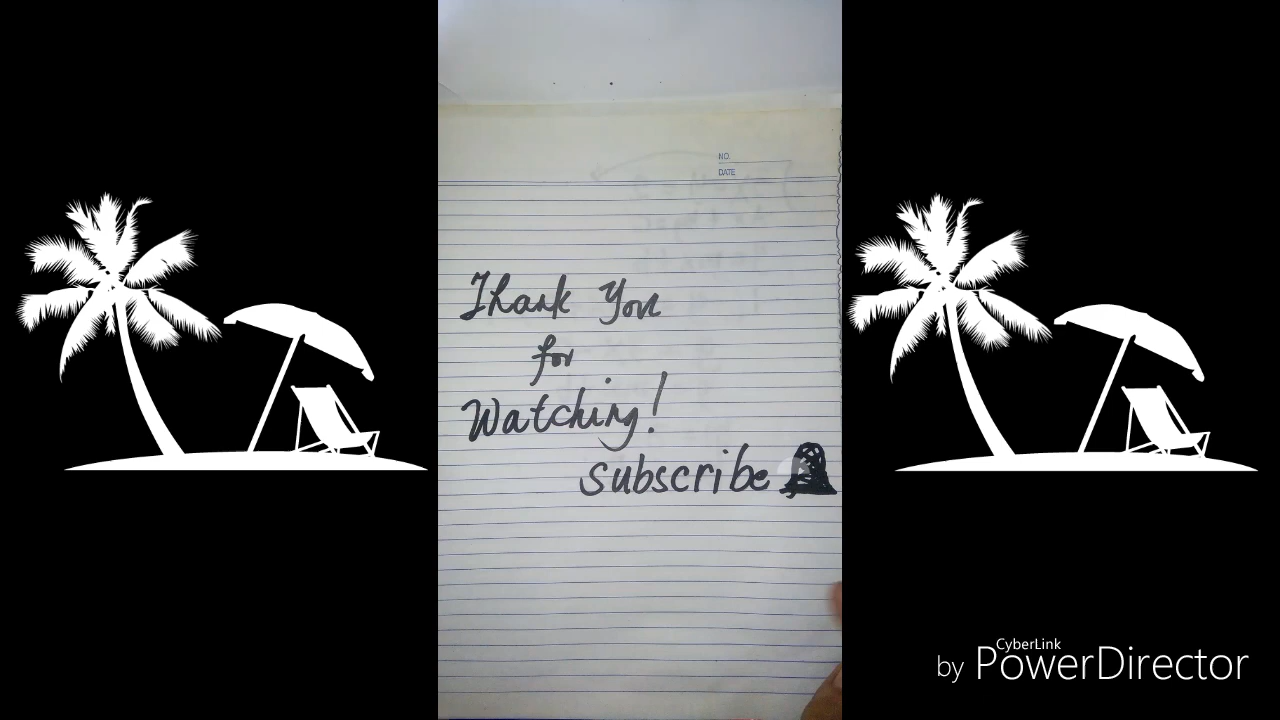 NO.
DATE
Thank You
for
Watching!
subscribe
CyberLink
by PowerDirector